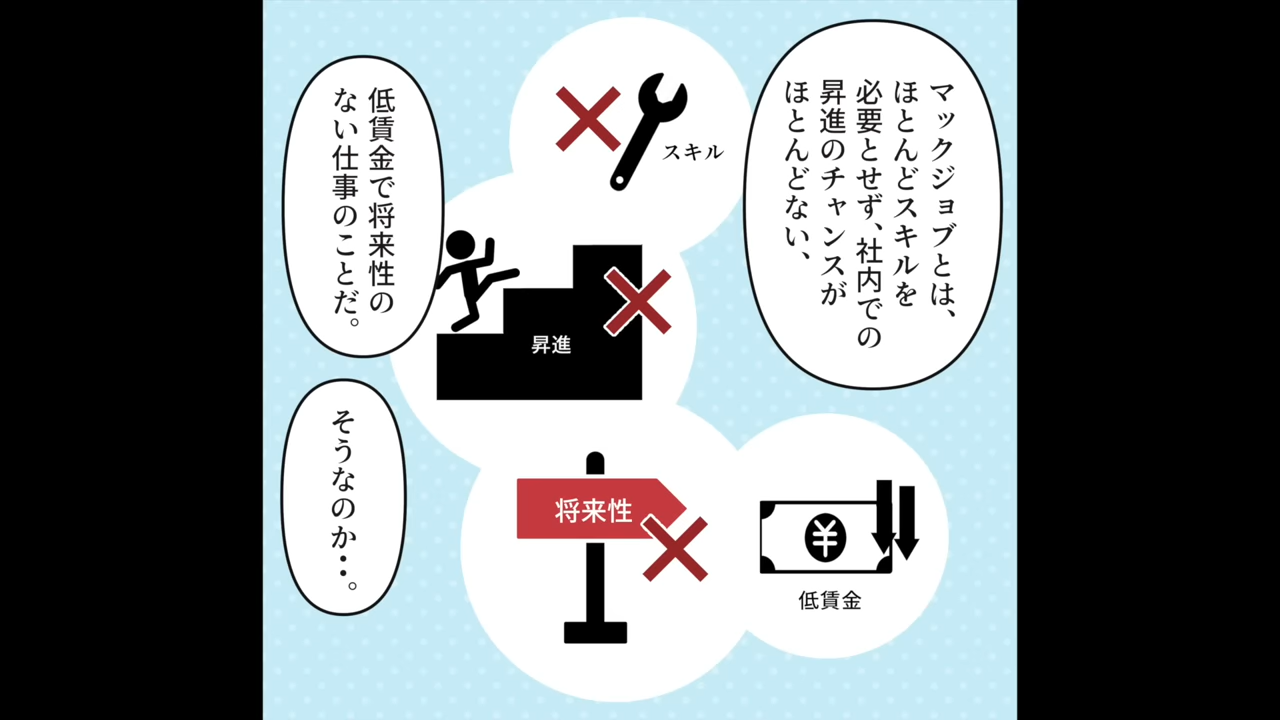 マックジョブとは、
ほとんどスキルを
必要とせず、社内での
昇進のチャンスが
ほとんどない、
スキル
低賃金で将来性の
ない仕事のことだ。
昇進
将来性
低賃金
そうなのか・・。